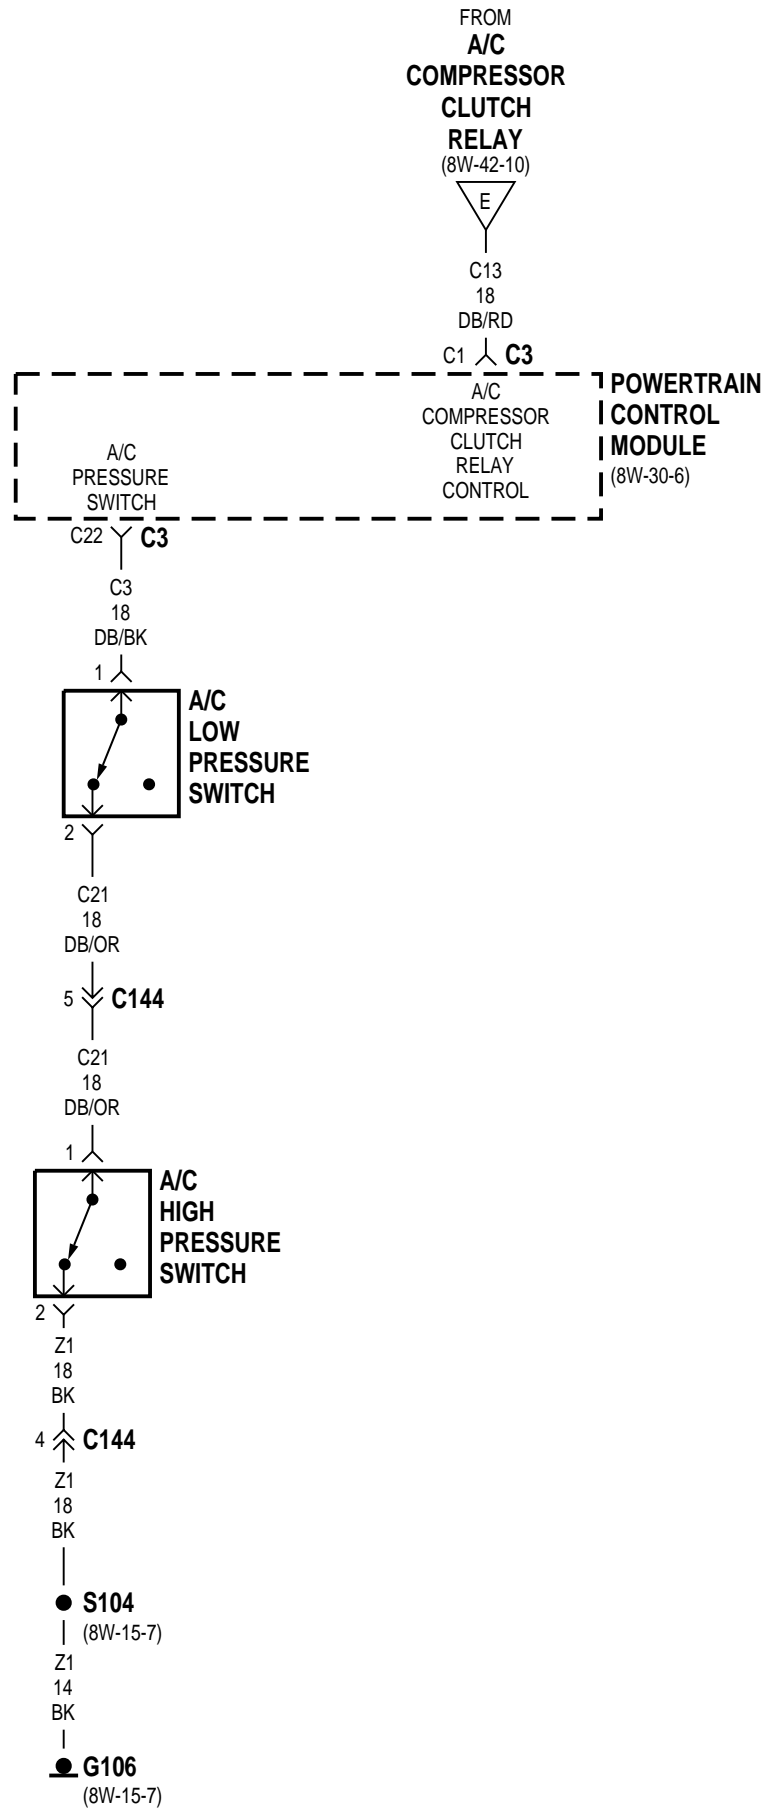 FROM
A/C
COMPRESSOR
CLUTCH
RELAY
(8W-42-10)
E
C13
18
DB/RD
C1 C3
POWERTRAIN
CONTROL
MODULE
(8W-30-6)
A/C
COMPRESSOR
CLUTCH
RELAY
CONTROL
A/C
PRESSURE
SWITCH
C22 C3
C3
18
DB/BK
1
A/C
LOW
PRESSURE
SWITCH
2
C21
18
DB/OR
5 C144
C21
18
DB/OR
1
A/C
HIGH
PRESSURE
SWITCH
2
Z1
18
BK
4 C144
Z1
18
BK
S104
(8W-15-7)
Z1
14
BK
G106
(8W-15-7)